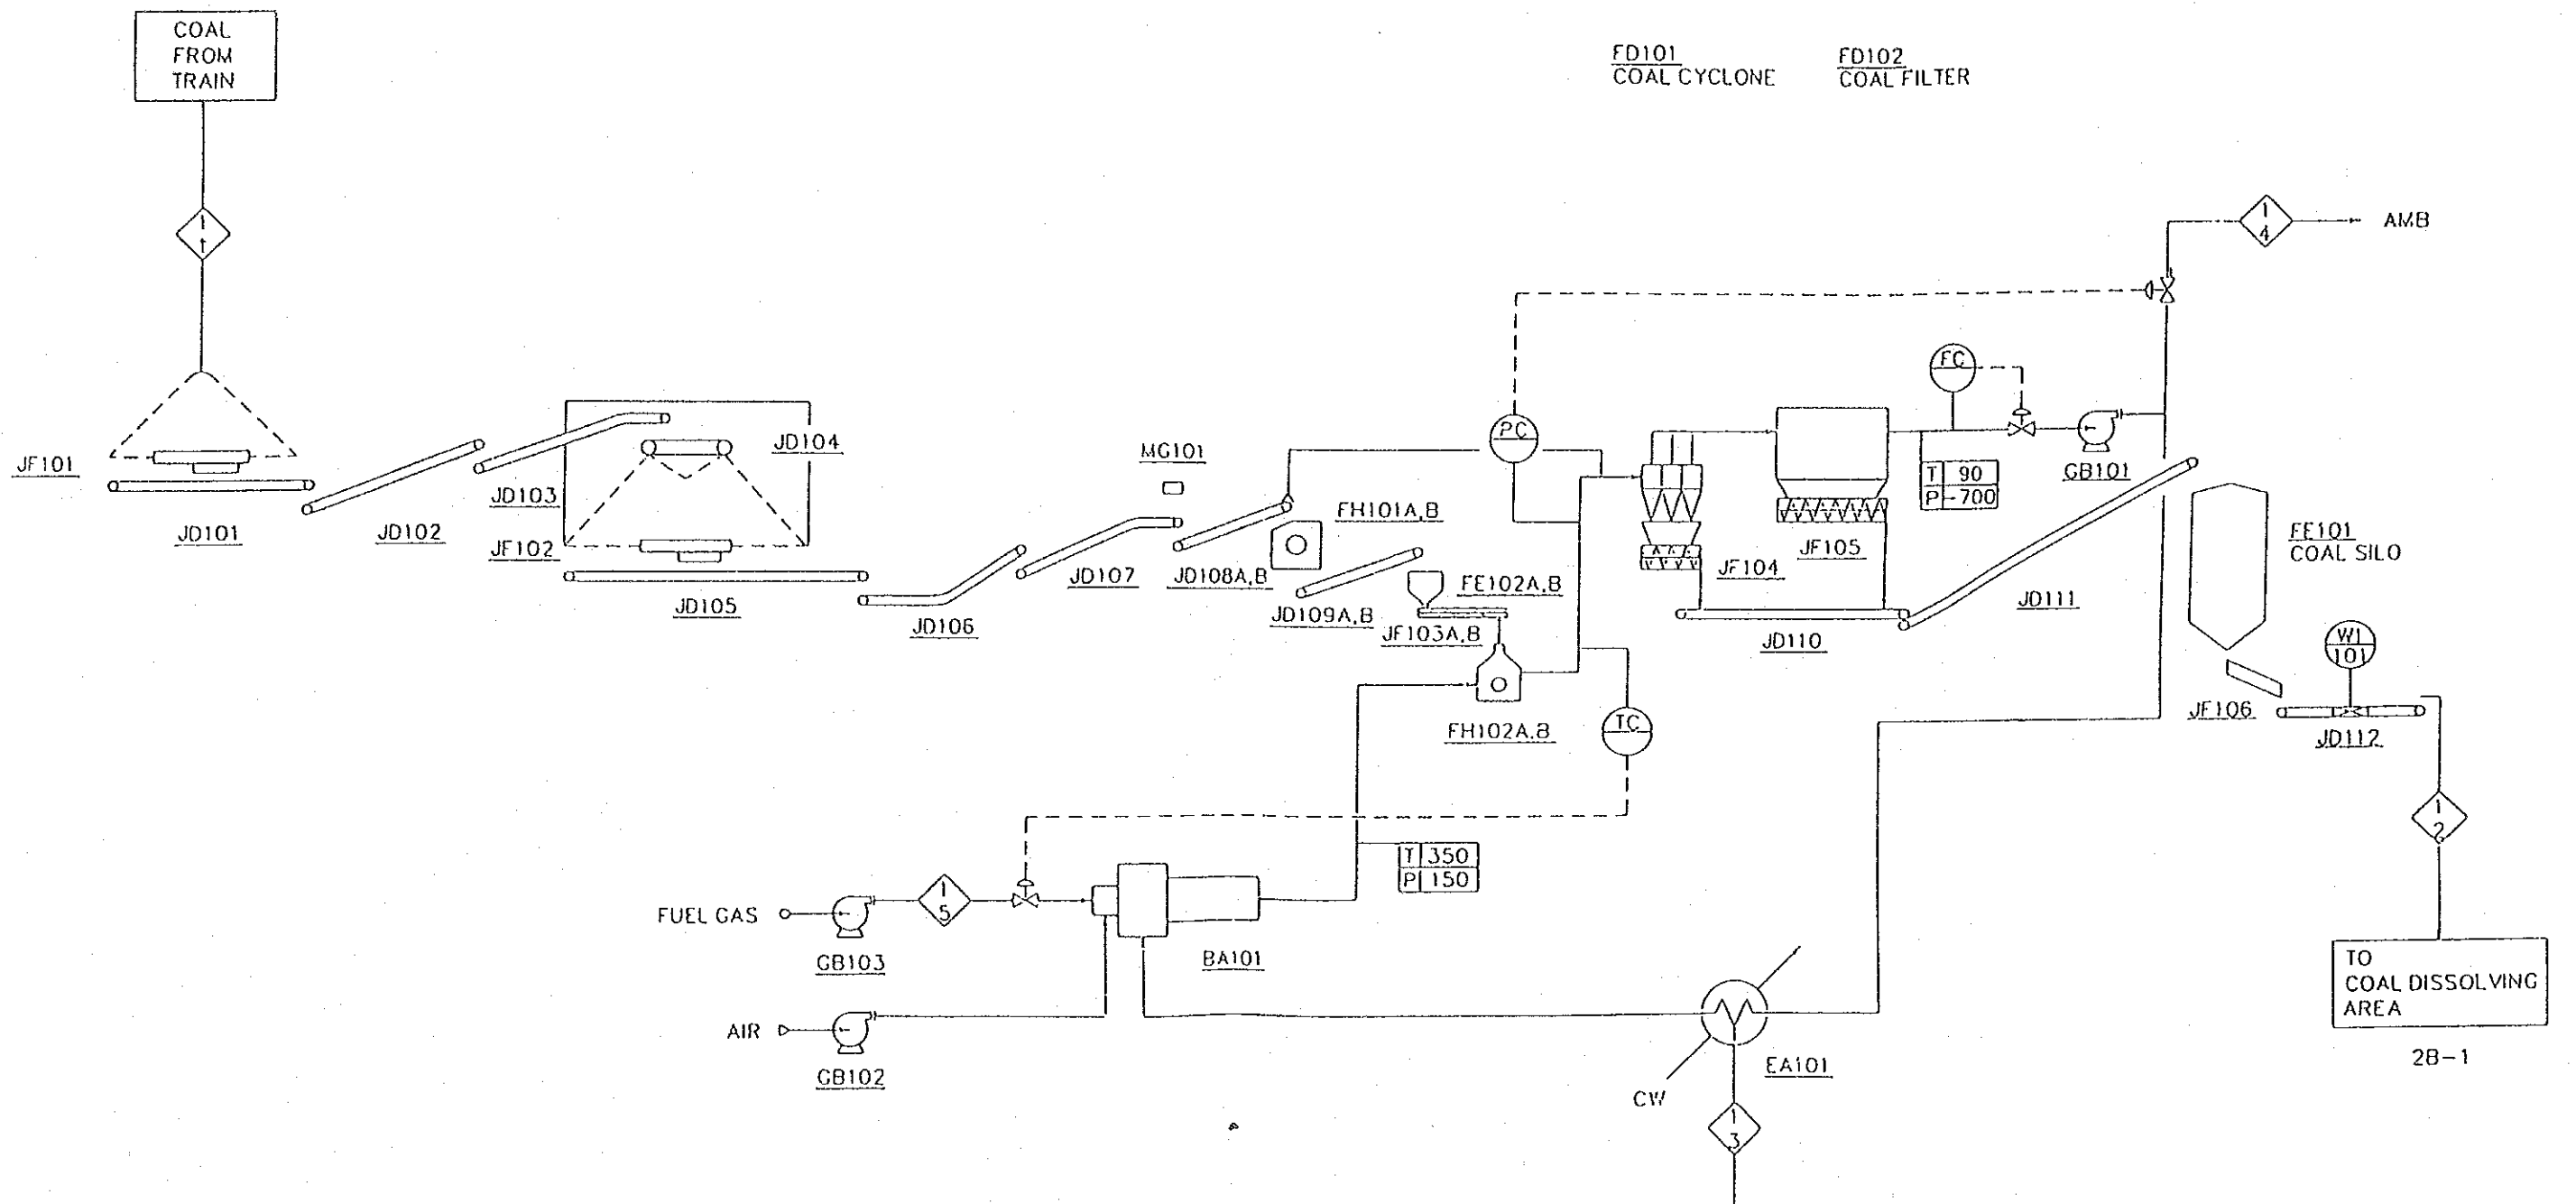 COAL
FROM
TRAIN
FD101
COAL CYCLONE
FD102
COAL FILTER
1
1
1
4
AMB
FC
PC
JD104
JF101
MG101
T 90
P -700
GB101
JD103
FH101A,B
JD101
JD102
JF102
FE101
COAL SILO
JD107
JD108A,B
JF105
JF104
FE102A,B
JD105
JD106
JD109A,B
JF103A,B
JD111
JD110
WI
101
JF106
JD112
TC
FH102A,B
1
2
T 350
P 150
FUEL GAS
1
5
GB103
BA101
TO
COAL DISSOLVING
AREA
AIR
GB102
EA101
2B-1
CW
1
3